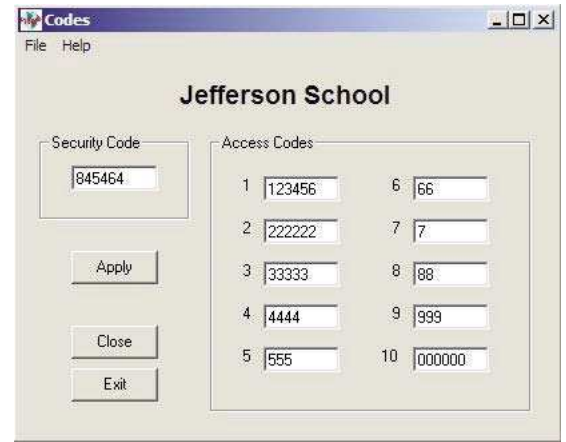 Codes
File Help
Jefferson School
Security Code
845464
Apply
Close
Exit
Access Codes
1 123456 6 66
2 222222 7 7
3 33333 8 88
4 4444 9 999
5 555 10 000000